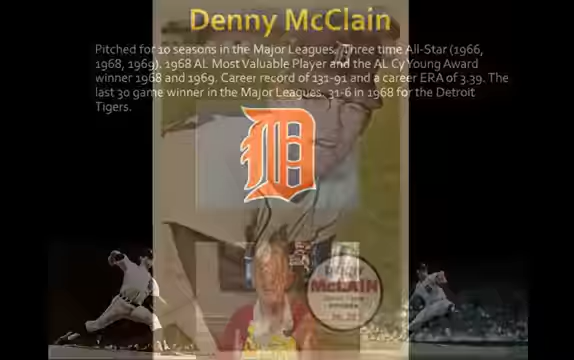 Denny McClain
Pitched for 10 seasons in the Major Leagues. Three time All-Star (1966,
1968, 1969). 1968 AL Most Valuable Player and the AL Cy Young Award
winner 1968 and 1969. Career record of 131-91 and a career ERA of 3.39. The
last 30 game winner in the Major Leagues, 31-6 in 1968 for the Detroit
Tigers.
D
McLAIN